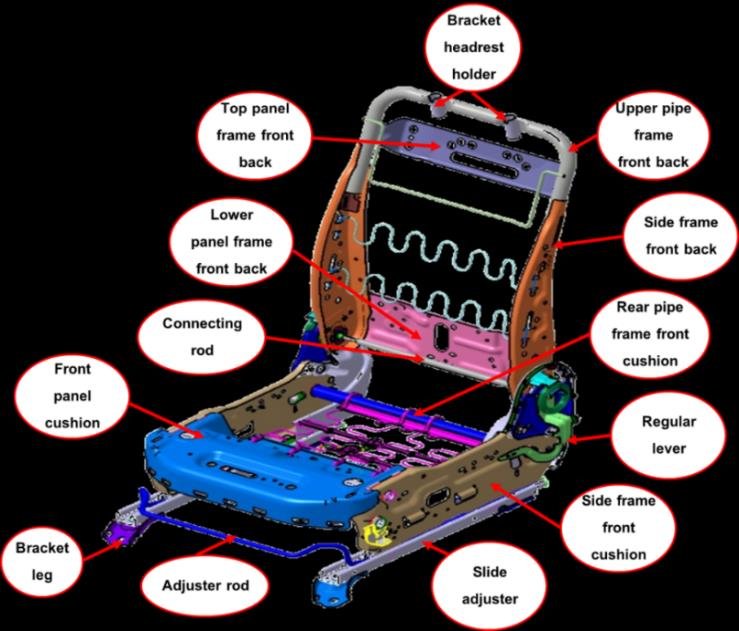 Bracket
headrest
holder
Top panel
frame front
back
Upper pipe
frame
front back
Lower
panel frame
front back
Side frame
front back
Connecting
rod
Rear pipe
frame front
cushion
Front
panel
cushion
Regular
lever
Side frame
front
cushion
Bracket
leg
Adjuster rod
Slide
adjuster